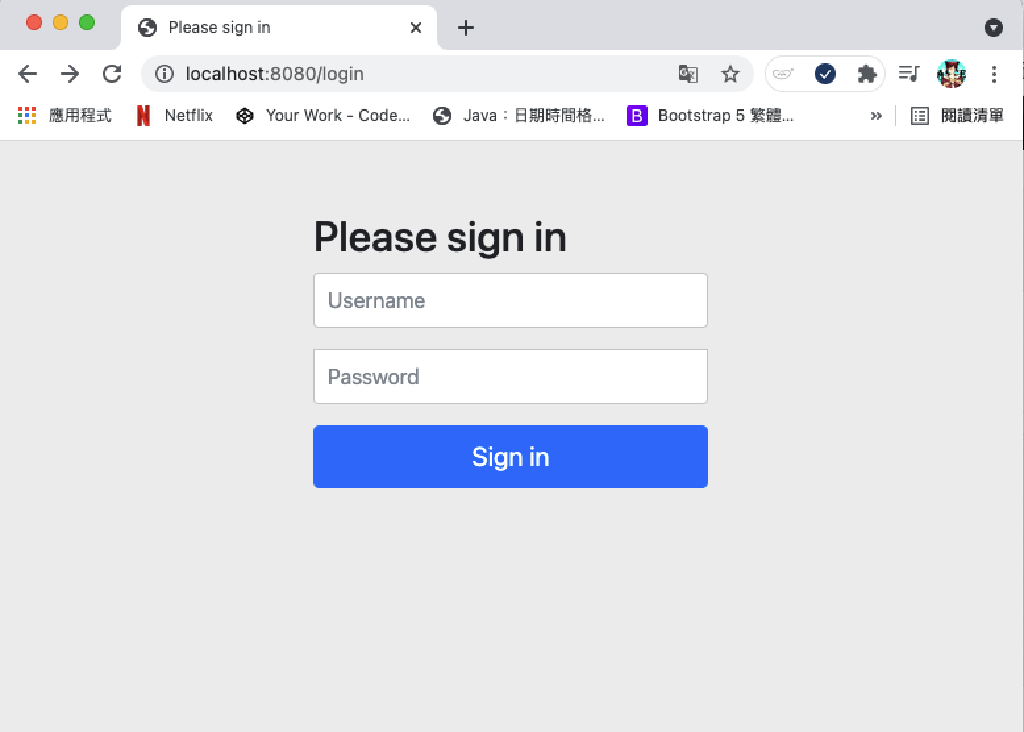 Please sign in
localhost:8080/login
應用程式 Netflix Your Work - Code... Java：日期時間格... B Bootstrap 5 繁體... » 閱讀清單
Please sign in
Username
Password
Sign in